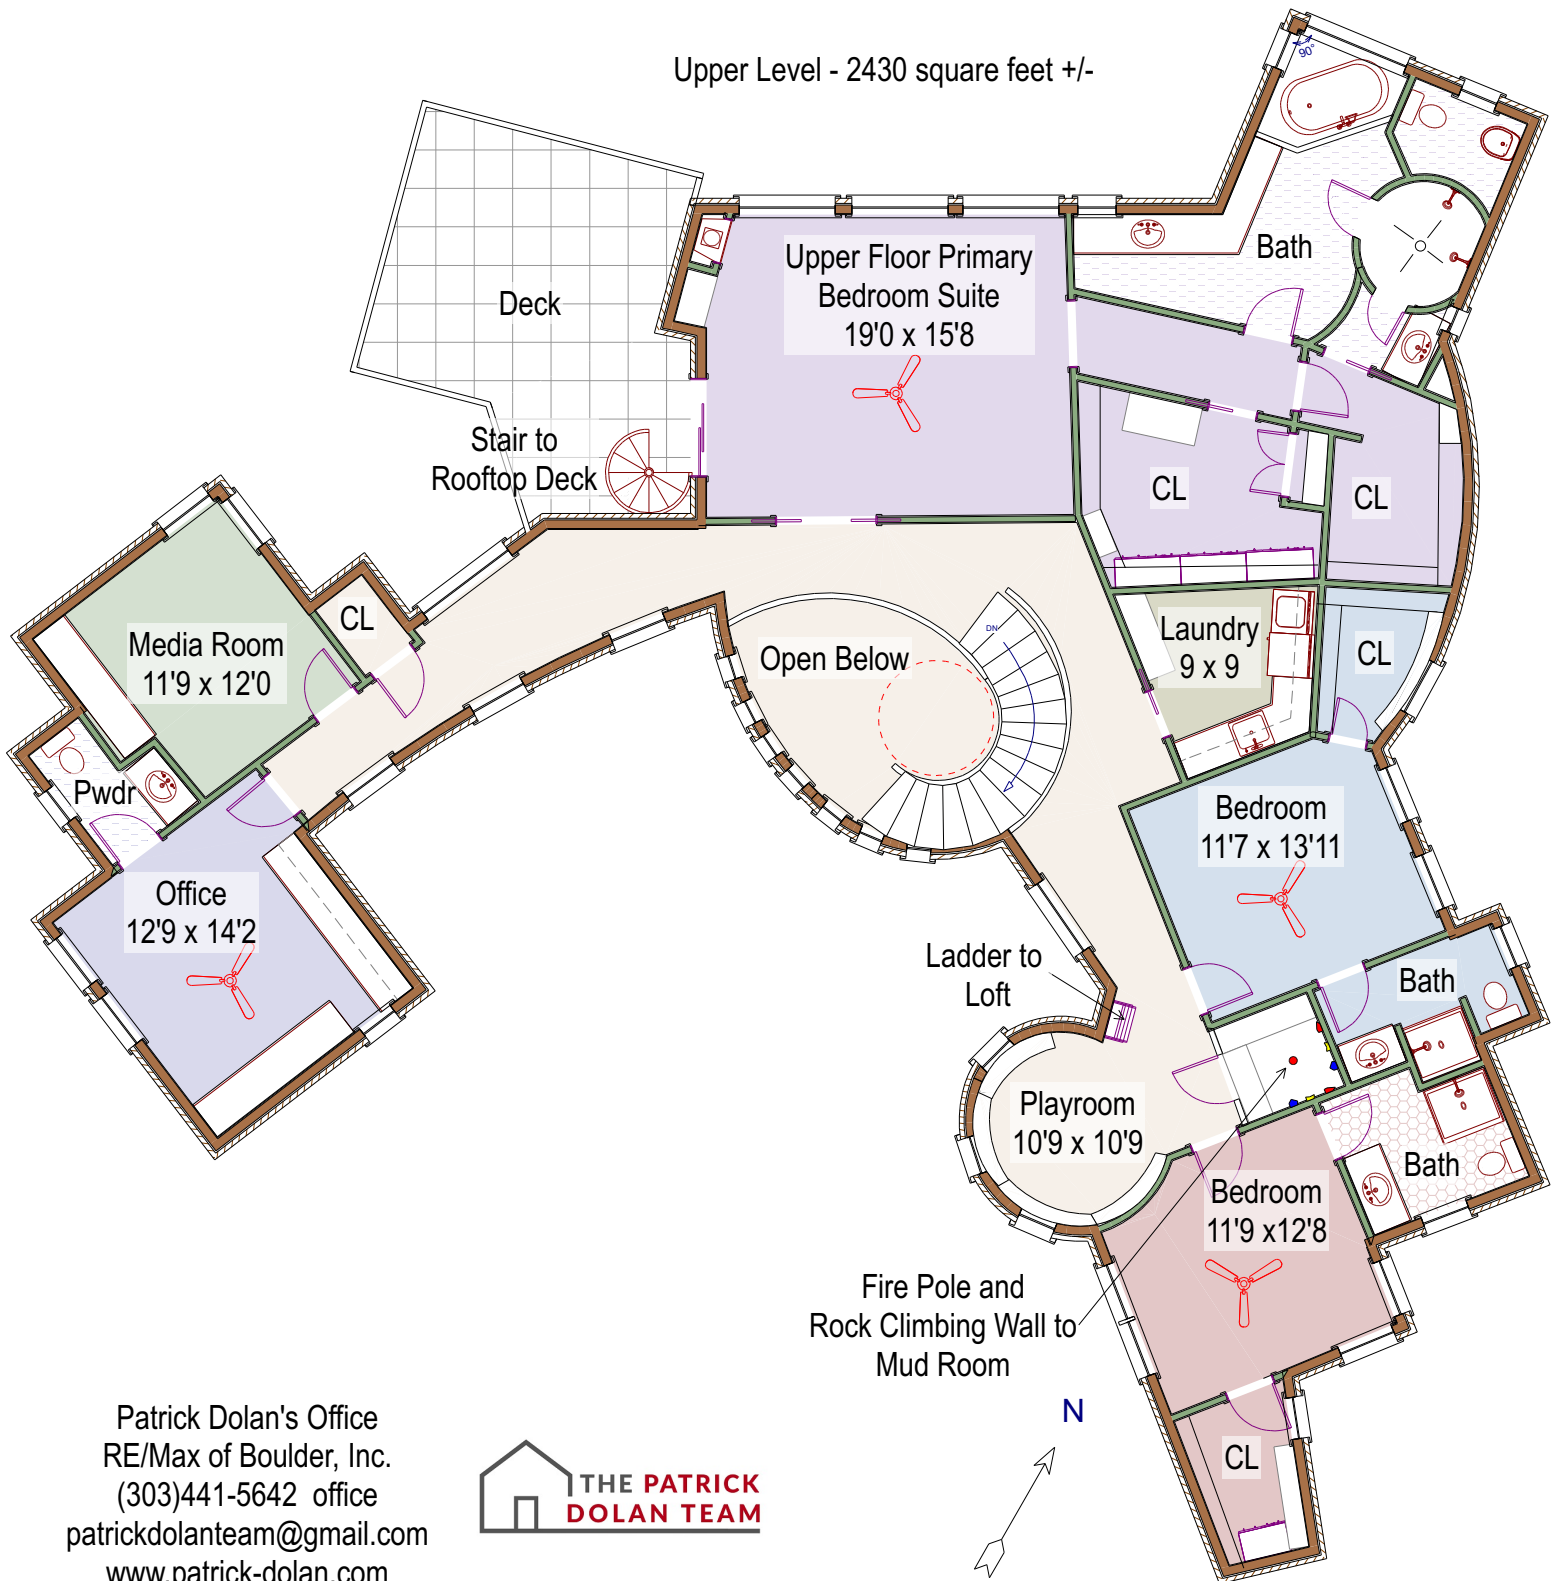 Upper Level - 2430 square feet +/-
90°
Upper Floor Primary
Bedroom Suite
19'0 x 15'8
Bath
Deck
Stair to
Rooftop Deck
CL
CL
Media Room
11'9 x 12'0
CL
Open Below
DN
Laundry
9 x 9
CL
Pwdr
Office
12'9 x 14'2
Bedroom
11'7 x 13'11
Ladder to
Loft
Bath
Playroom
10'9 x 10'9
Bath
Bedroom
11'9 x12'8
Fire Pole and
Rock Climbing Wall to
Mud Room
N
CL
Patrick Dolan's Office
RE/Max of Boulder, Inc.
(303)441-5642 office
patrickdolanteam@gmail.com
www.patrick-dolan.com
THE PATRICK
DOLAN TEAM